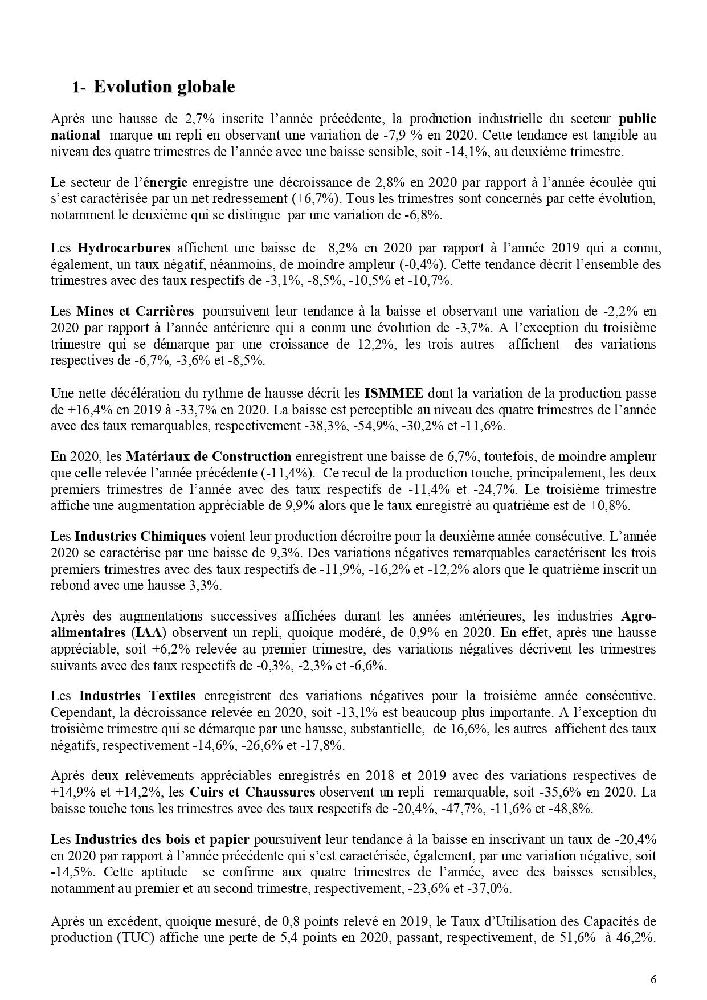 1- Evolution globale
Après une hausse de 2,7% inscrite l’année précédente, la production industrielle du secteur public
national marque un repli en observant une variation de -7,9 % en 2020. Cette tendance est tangible au
niveau des quatre trimestres de l’année avec une baisse sensible, soit -14,1%, au deuxième trimestre.
Le secteur de l’énergie enregistre une décroissance de 2,8% en 2020 par rapport à l’année écoulée qui
s’est caractérisée par un net redressement (+6,7%). Tous les trimestres sont concernés par cette évolution,
notamment le deuxième qui se distingue par une variation de -6,8%.
Les Hydrocarbures affichent une baisse de 8,2% en 2020 par rapport à l’année 2019 qui a connu,
également, un taux négatif, néanmoins, de moindre ampleur (-0,4%). Cette tendance décrit l’ensemble des
trimestres avec des taux respectifs de -3,1%, -8,5%, -10,5% et -10,7%.
Les Mines et Carrières poursuivent leur tendance à la baisse et observant une variation de -2,2% en
2020 par rapport à l’année antérieure qui a connu une évolution de -3,7%. A l’exception du troisième
trimestre qui se démarque par une croissance de 12,2%, les trois autres affichent des variations
respectives de -6,7%, -3,6% et -8,5%.
Une nette décélération du rythme de hausse décrit les ISMMEE dont la variation de la production passe
de +16,4% en 2019 à -33,7% en 2020. La baisse est perceptible au niveau des quatre trimestres de l’année
avec des taux remarquables, respectivement -38,3%, -54,9%, -30,2% et -11,6%.
En 2020, les Matériaux de Construction enregistrent une baisse de 6,7%, toutefois, de moindre ampleur
que celle relevée l’année précédente (-11,4%). Ce recul de la production touche, principalement, les deux
premiers trimestres de l’année avec des taux respectifs de -11,4% et -24,7%. Le troisième trimestre
affiche une augmentation appréciable de 9,9% alors que le taux enregistré au quatrième est de +0,8%.
Les Industries Chimiques voient leur production décroitre pour la deuxième année consécutive. L’année
2020 se caractérise par une baisse de 9,3%. Des variations négatives remarquables caractérisent les trois
premiers trimestres avec des taux respectifs de -11,9%, -16,2% et -12,2% alors que le quatrième inscrit un
rebond avec une hausse 3,3%.
Après des augmentations successives affichées durant les années antérieures, les industries Agro-
alimentaires (IAA) observent un repli, quoique modéré, de 0,9% en 2020. En effet, après une hausse
appréciable, soit +6,2% relevée au premier trimestre, des variations négatives décrivent les trimestres
suivants avec des taux respectifs de -0,3%, -2,3% et -6,6%.
Les Industries Textiles enregistrent des variations négatives pour la troisième année consécutive.
Cependant, la décroissance relevée en 2020, soit -13,1% est beaucoup plus importante. A l’exception du
troisième trimestre qui se démarque par une hausse, substantielle, de 16,6%, les autres affichent des taux
négatifs, respectivement -14,6%, -26,6% et -17,8%.
Après deux relèvements appréciables enregistrés en 2018 et 2019 avec des variations respectives de
+14,9% et +14,2%, les Cuirs et Chaussures observent un repli remarquable, soit -35,6% en 2020. La
baisse touche tous les trimestres avec des taux respectifs de -20,4%, -47,7%, -11,6% et -48,8%.
Les Industries des bois et papier poursuivent leur tendance à la baisse en inscrivant un taux de -20,4%
en 2020 par rapport à l’année précédente qui s’est caractérisée, également, par une variation négative, soit
-14,5%. Cette aptitude se confirme aux quatre trimestres de l’année, avec des baisses sensibles,
notamment au premier et au second trimestre, respectivement, -23,6% et -37,0%.
Après un excédent, quoique mesuré, de 0,8 points relevé en 2019, le Taux d’Utilisation des Capacités de
production (TUC) affiche une perte de 5,4 points en 2020, passant, respectivement, de 51,6% à 46,2%.
6